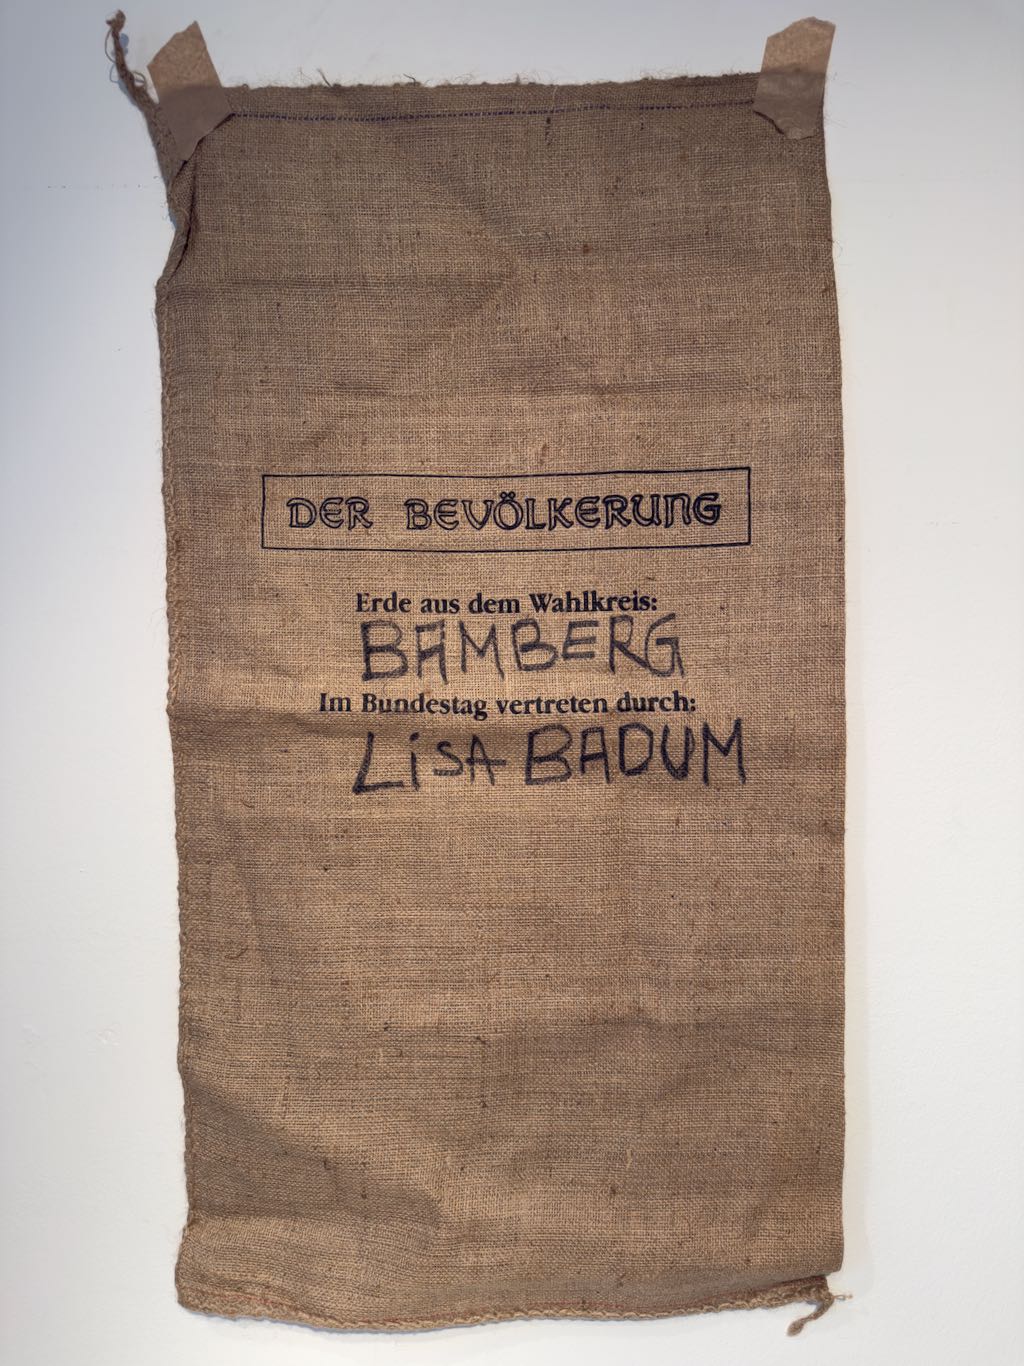 DER BEVÖLKERUNG
Erde aus dem Wahlkreis:
BAMBERG
Im Bundestag vertreten durch:
LiSA BADUM